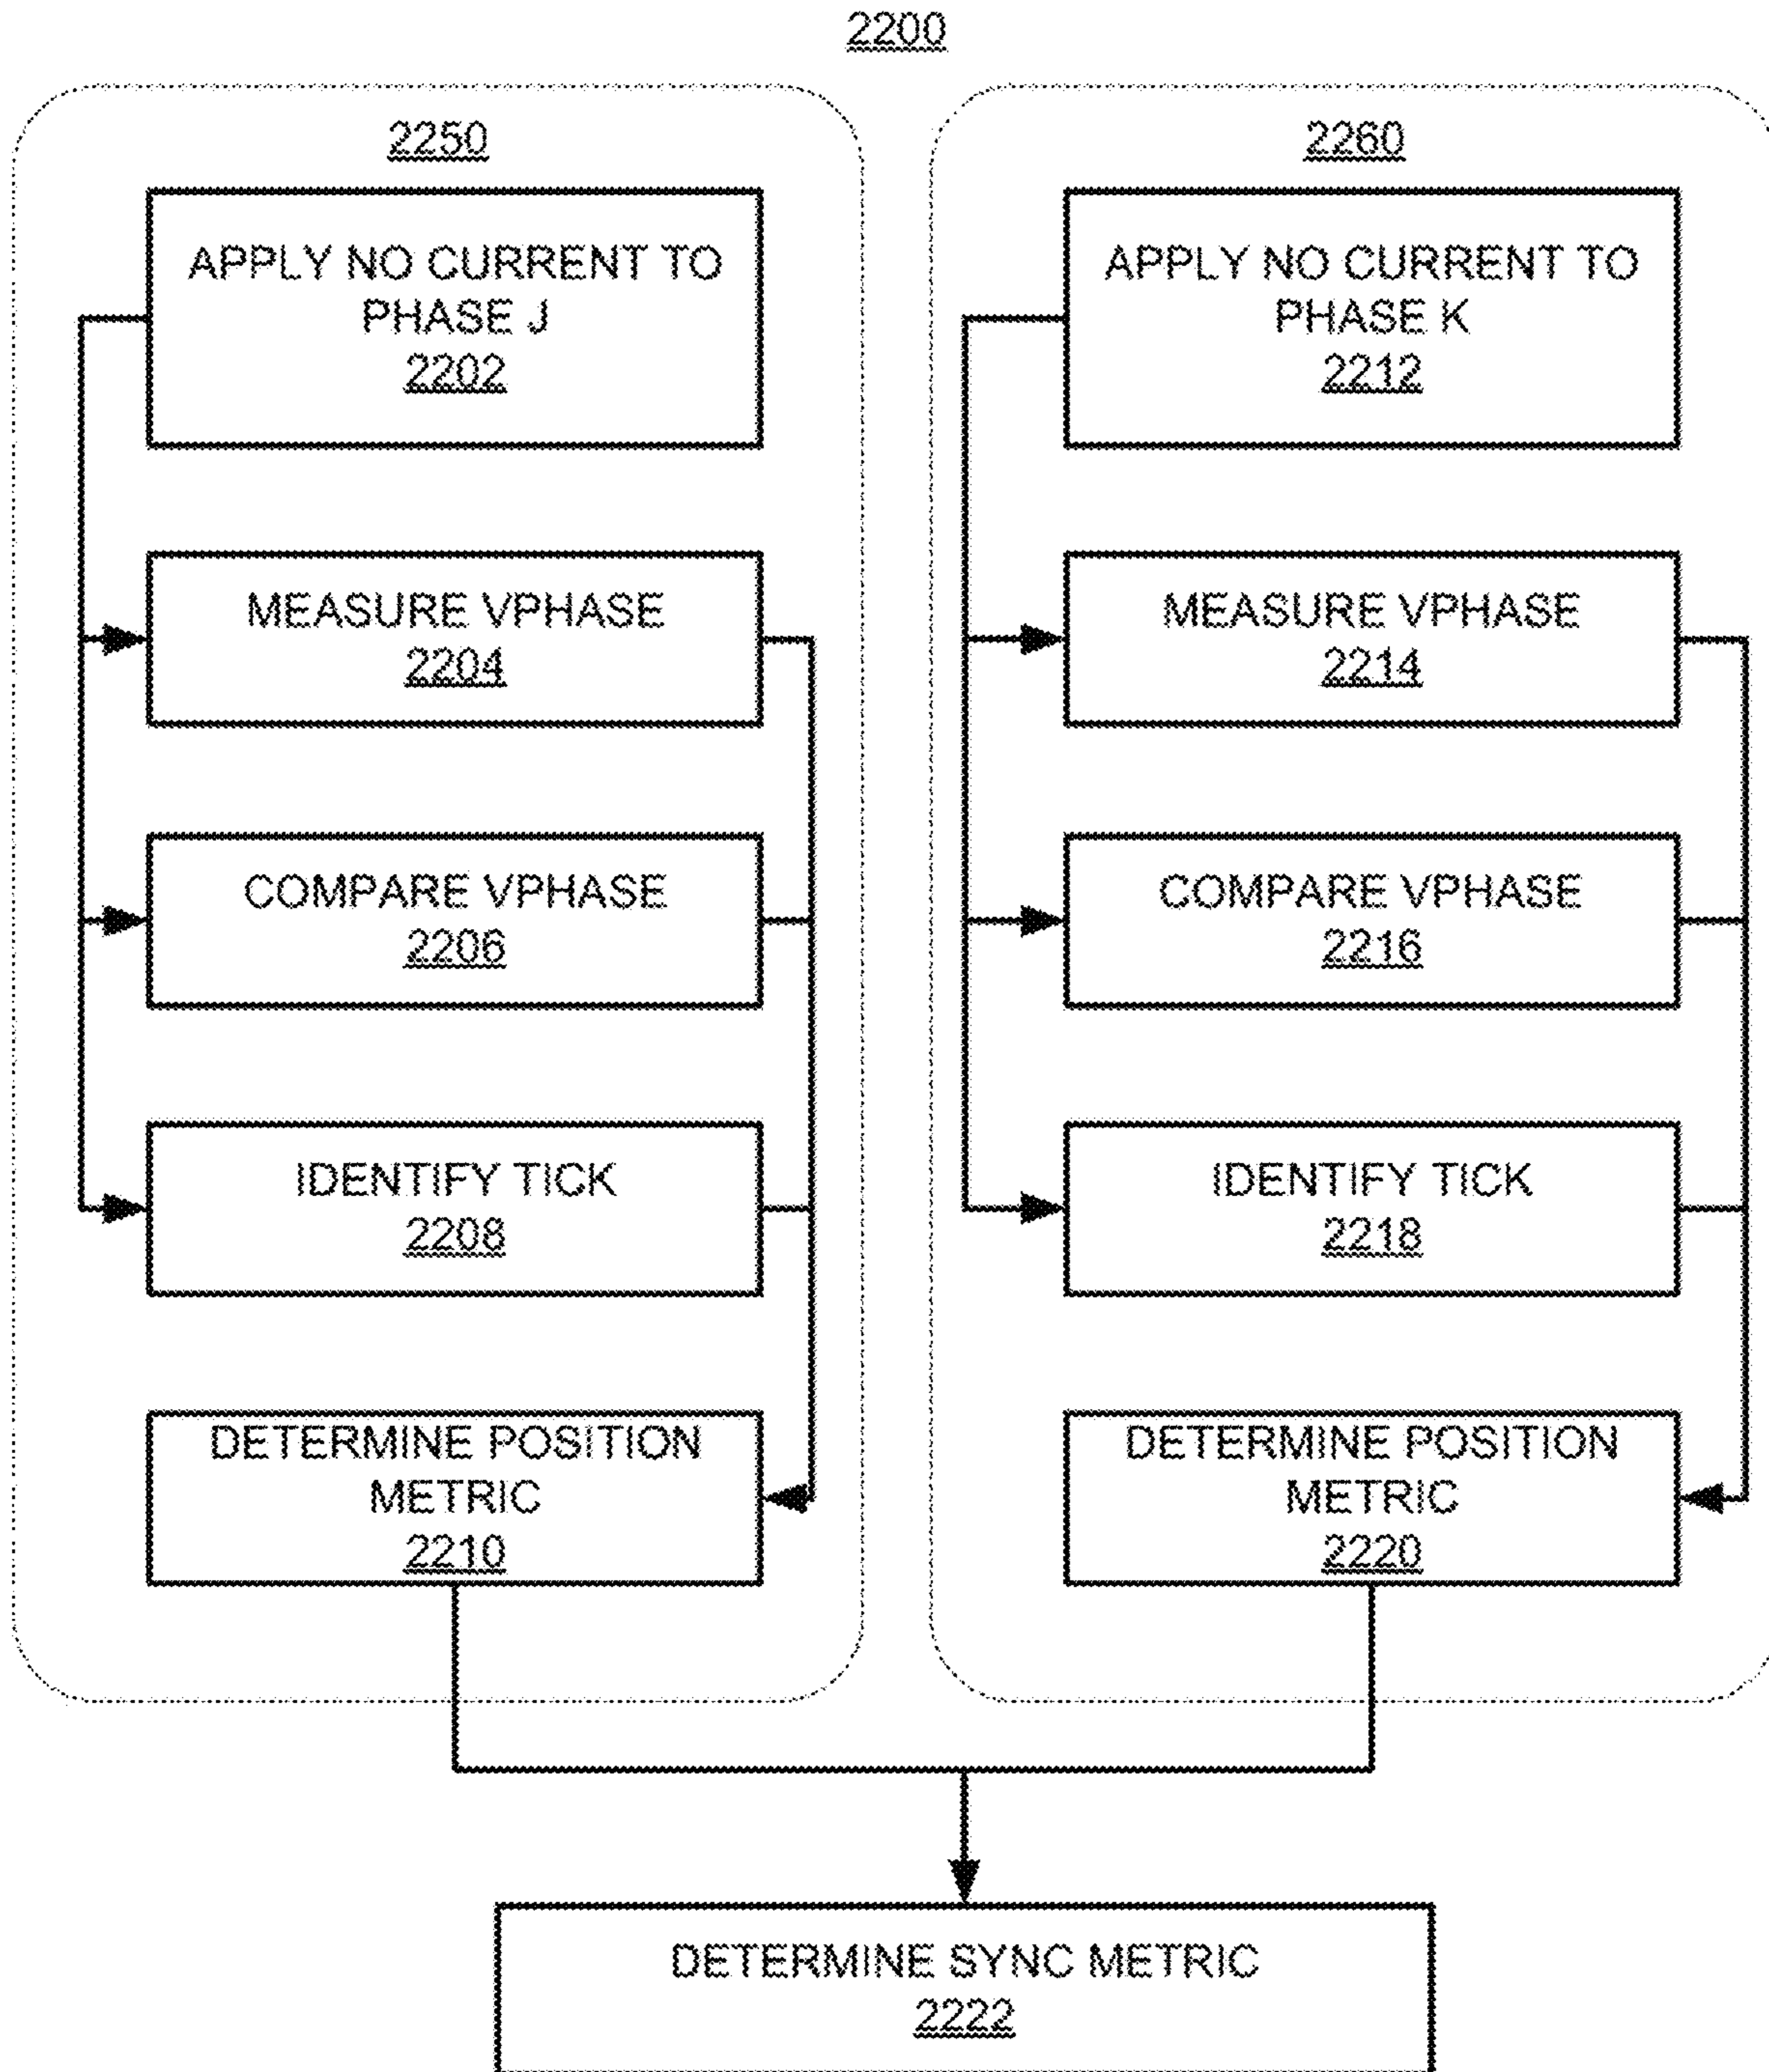 2200
2250
APPLY NO CURRENT TO
PHASE J
2202
MEASURE VPHASE
2204
COMPARE VPHASE
2206
IDENTIFY TICK
2208
DETERMINE POSITION
METRIC
2210
2260
APPLY NO CURRENT TO
PHASE K
2212
MEASURE VPHASE
2214
COMPARE VPHASE
2216
IDENTIFY TICK
2218
DETERMINE POSITION
METRIC
2220
DETERMINE SYNC METRIC
2222